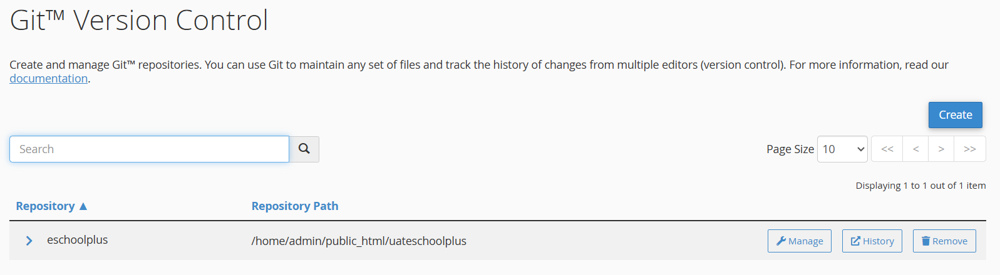 Git™ Version Control
Create and manage Git™ repositories. You can use Git to maintain any set of files and track the history of changes from multiple editors (version control). For more information, read our
documentation.
Create
Search
Page Size 10 << < > >>
Displaying 1 to 1 out of 1 item
Repository ▲ Repository Path
eschoolplus /home/admin/public_html/uateschoolplus Manage History Remove